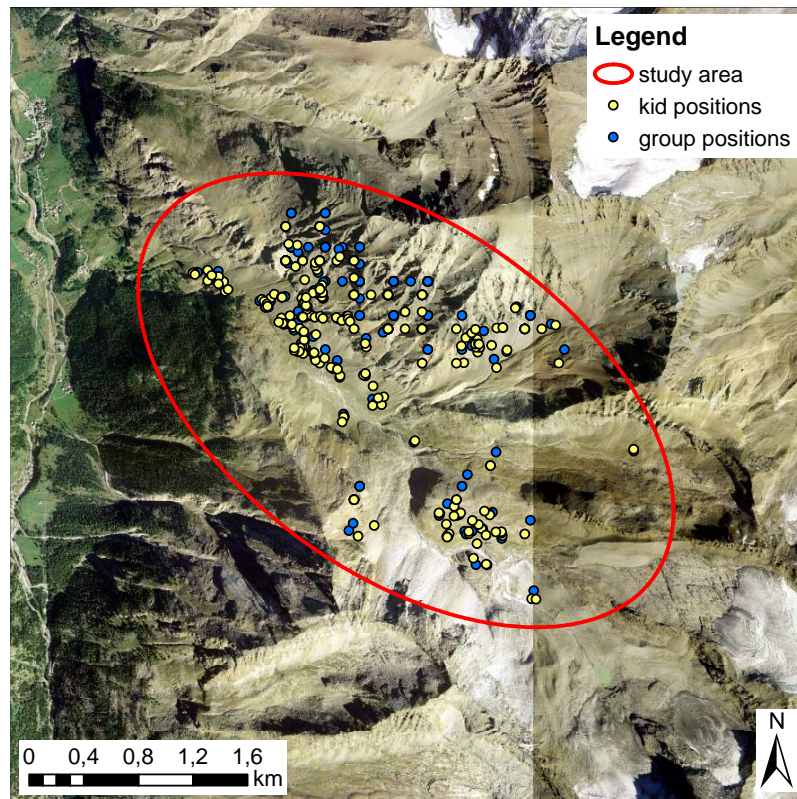 Legend
study area
kid positions
group positions
N
0 0,4 0,8 1,2 1,6
km